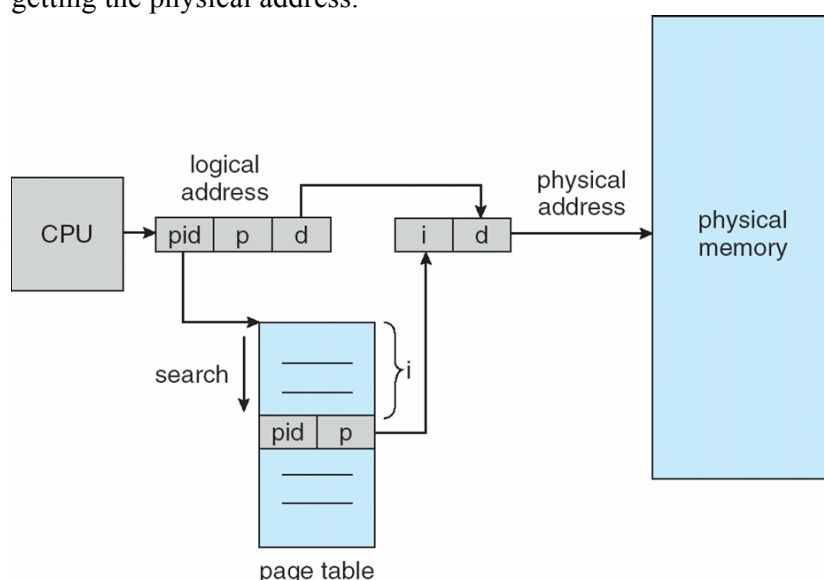 getting the physical address.
logical
address
physical
address
CPU
pid p d
i d
physical
memory
search
i
pid p
page table